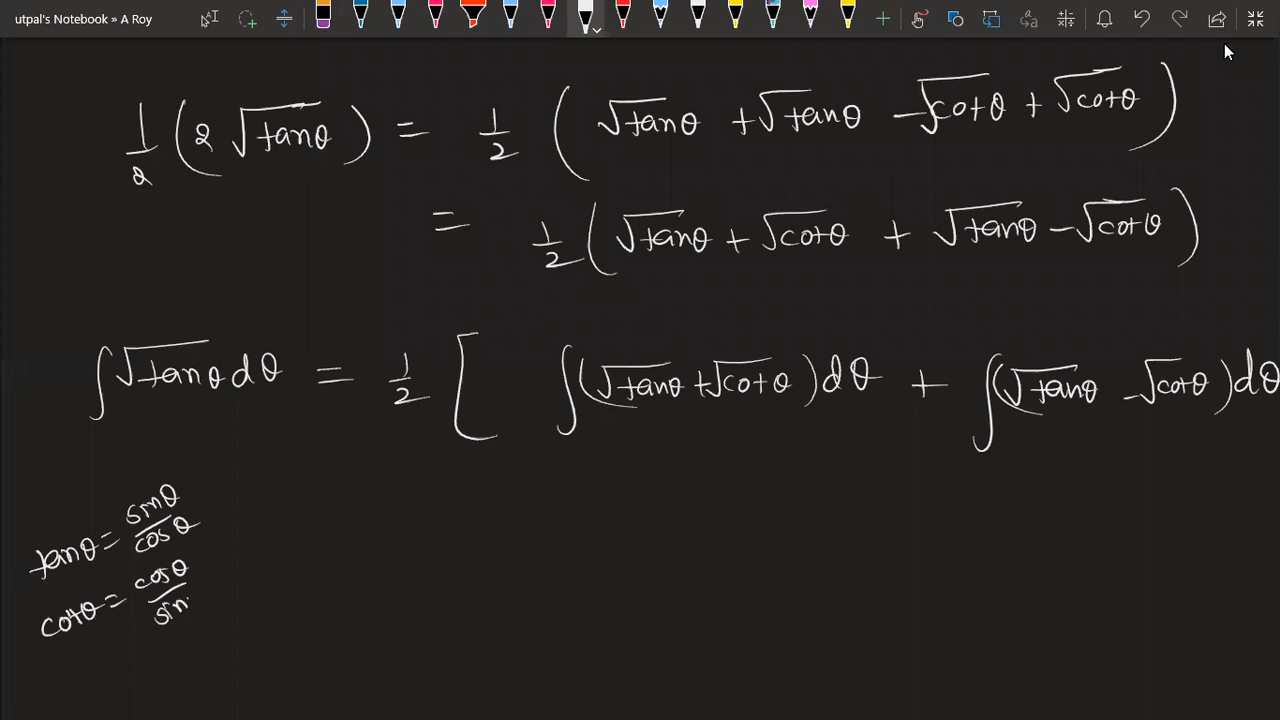 utpal's Notebook » A Roy
1/2 (2 √tanθ) = 1/2 (√tanθ + √tanθ - √cotθ + √cotθ)
= 1/2 (√tanθ + √cotθ + √tanθ - √cotθ)
∫√tanθ dθ = 1/2 [ ∫(√tanθ + √cotθ) dθ + ∫(√tanθ - √cotθ) dθ
tanθ = sinθ/cosθ
cotθ = cosθ/sin